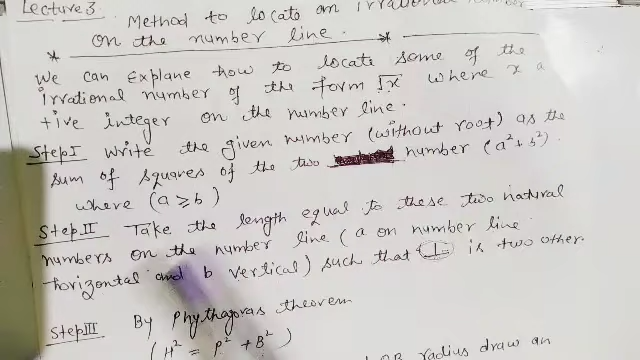 Lecture 3
Method to locate an irrational number
on the number line.
We can Explane how to locate some of the
irrational number of the form √x where x a
+ive integer on the number line.
Step I Write the given number (without root) as the
sum of squares of the two number (a² + b²).
where (a ≥ b)
Step II Take the length equal to these two natural
numbers on the number line (a on number line
horizontal and b vertical) such that ⊥ is two other.
Step III By Phythagoras theorem
(H² = P² + B²)
OB radius draw an